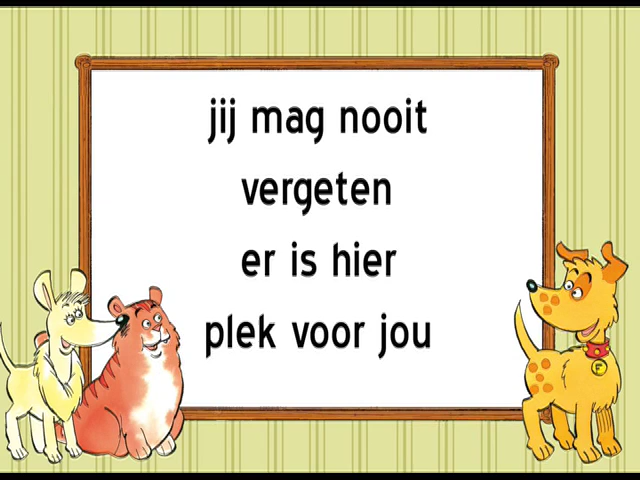 jij mag nooit
vergeten
er is hier
plek voor jou
F